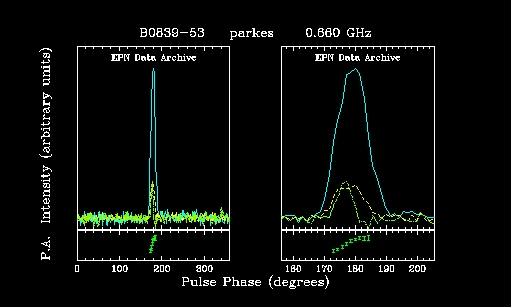 B0839-53 parkes 0.660 GHz
EPN Data Archive EPN Data Archive
P.A. Intensity (arbitrary units)
0 100 200 300 160 170 180 190 200
Pulse Phase (degrees)